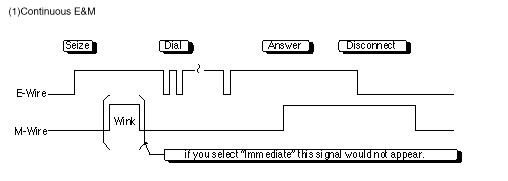 (1)Continuous E&M
Seize Dial Answer Disconnect
E-Wire
Wink
M-Wire
if you select "Immediate" this signal would not appear.